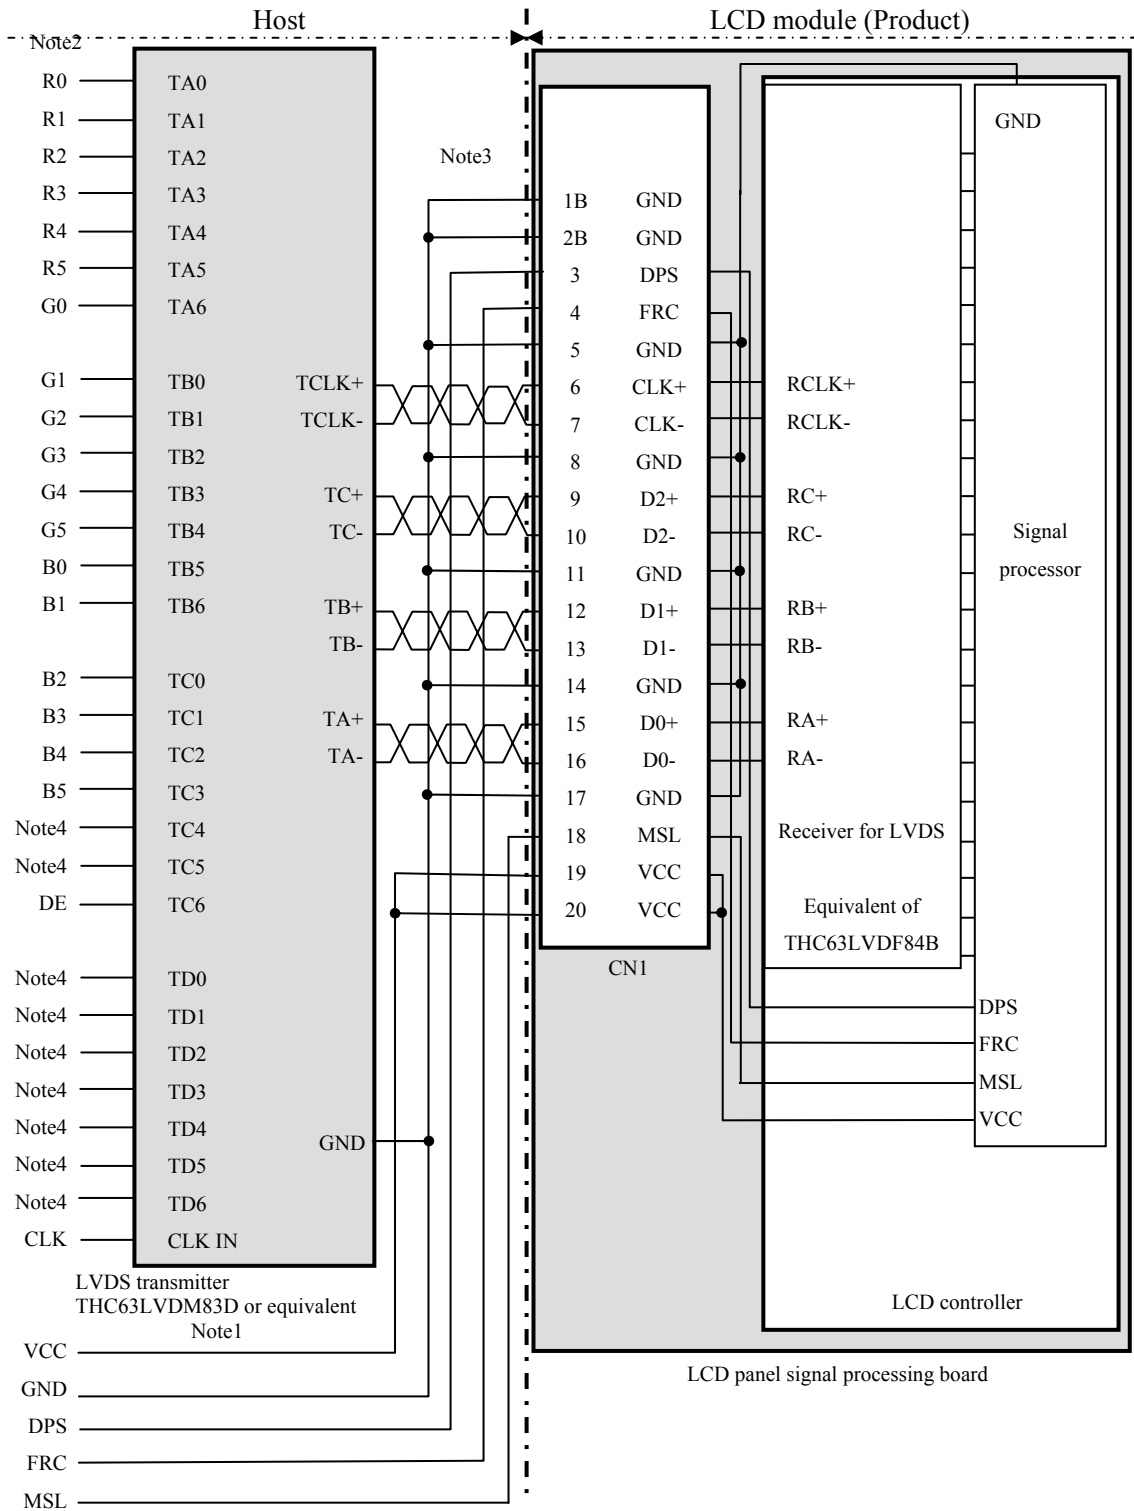 Host
LCD module (Product)
Note2
R0 TA0
R1 TA1
R2 TA2
R3 TA3
R4 TA4
R5 TA5
G0 TA6
G1 TB0
G2 TB1
G3 TB2
G4 TB3
G5 TB4
B0 TB5
B1 TB6
B2 TC0
B3 TC1
B4 TC2
B5 TC3
Note4 TC4
Note4 TC5
DE TC6
Note4 TD0
Note4 TD1
Note4 TD2
Note4 TD3
Note4 TD4
Note4 TD5
Note4 TD6
CLK CLK IN
TCLK+
TCLK-
TC+
TC-
TB+
TB-
TA+
TA-
GND
LVDS transmitter
THC63LVDM83D or equivalent
Note1
VCC
GND
DPS
FRC
MSL
Note3
1B GND
2B GND
3 DPS
4 FRC
5 GND
6 CLK+
7 CLK-
8 GND
9 D2+
10 D2-
11 GND
12 D1+
13 D1-
14 GND
15 D0+
16 D0-
17 GND
18 MSL
19 VCC
20 VCC
CN1
RCLK+
RCLK-
RC+
RC-
RB+
RB-
RA+
RA-
Receiver for LVDS
Equivalent of
THC63LVDF84B
GND
Signal
processor
DPS
FRC
MSL
VCC
LCD controller
LCD panel signal processing board